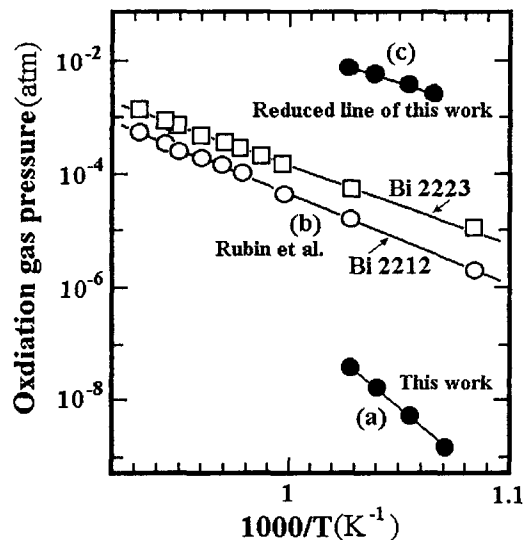 Oxdiation gas pressure(atm)
10-2
10-4
10-6
10-8
(c)
Reduced line of this work
Bi 2223
(b)
Rubin et al.
Bi 2212
This work
(a)
1
1.1
1000/T(K-1)